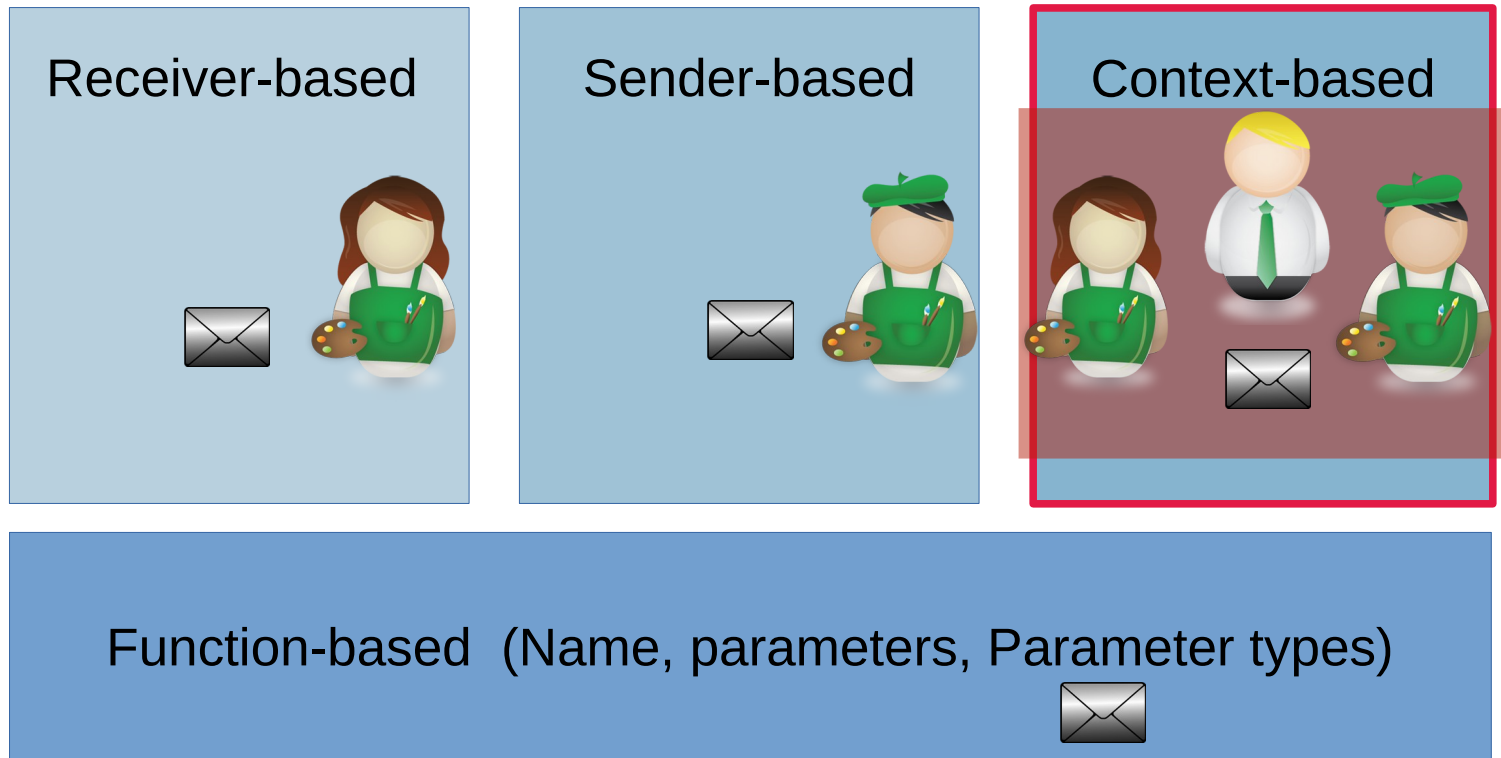 Receiver-based
Sender-based
Context-based
Function-based (Name, parameters, Parameter types)